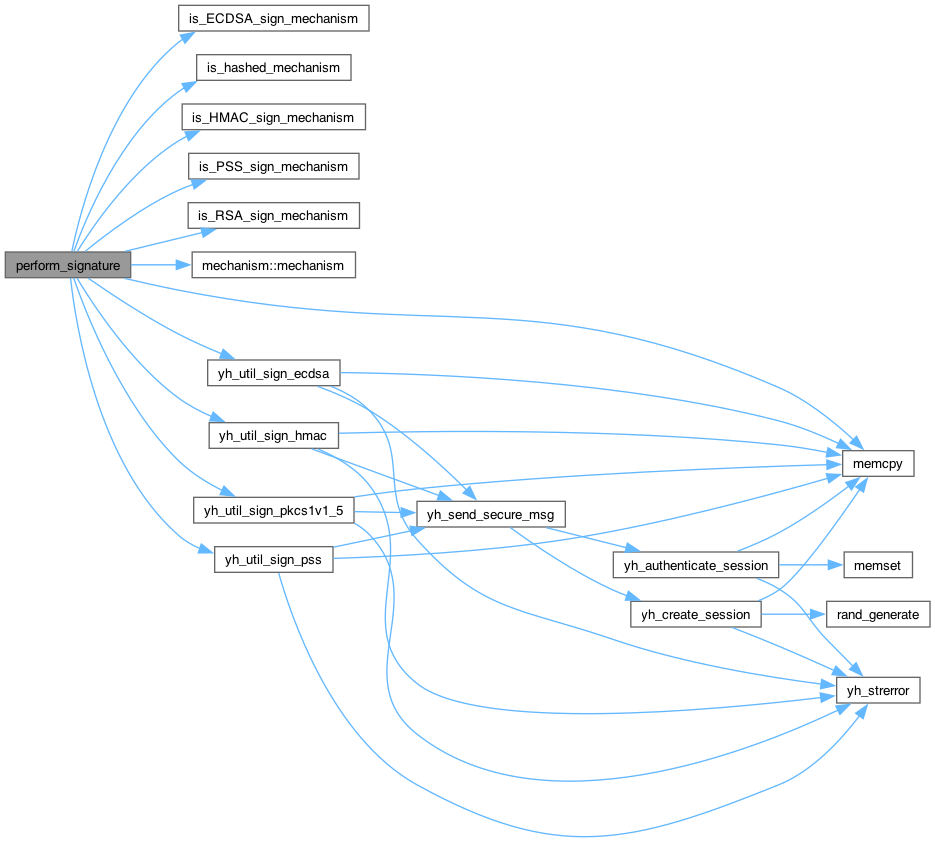 is_ECDSA_sign_mechanism
is_hashed_mechanism
is_HMAC_sign_mechanism
is_PSS_sign_mechanism
is_RSA_sign_mechanism
perform_signature
mechanism::mechanism
yh_util_sign_ecdsa
yh_util_sign_hmac
memcpy
yh_util_sign_pkcs1v1_5
yh_send_secure_msg
yh_util_sign_pss
yh_authenticate_session
memset
yh_create_session
rand_generate
yh_strerror